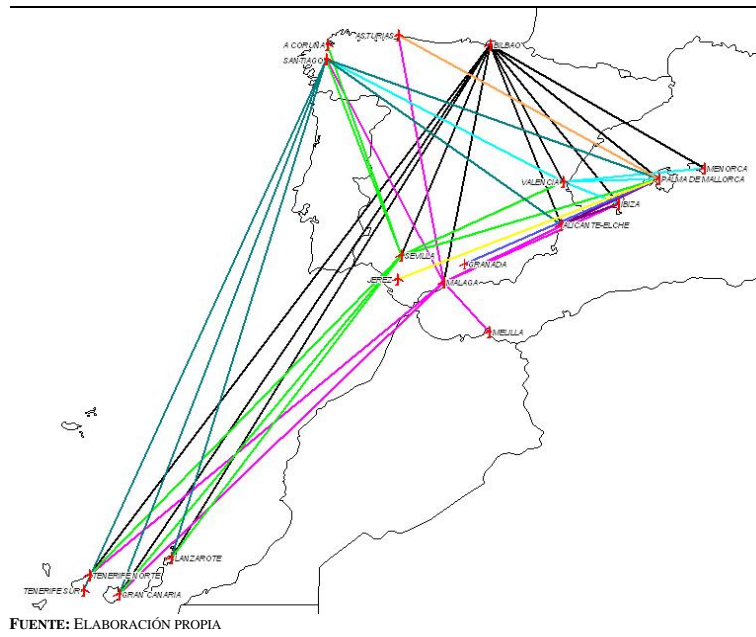 ASTURIAS
A CORUÑA
BILBAO
SANTIAGO
MENORCA
VALENCIA
PALMA DE MALLORCA
IBIZA
ALICANTE-ELCHE
SEVILLA
GRANADA
JEREZ
MALAGA
MELILLA
LANZAROTE
TENERIFE NORTE
TENERIFE SUR
GRAN CANARIA
FUENTE: ELABORACIÓN PROPIA